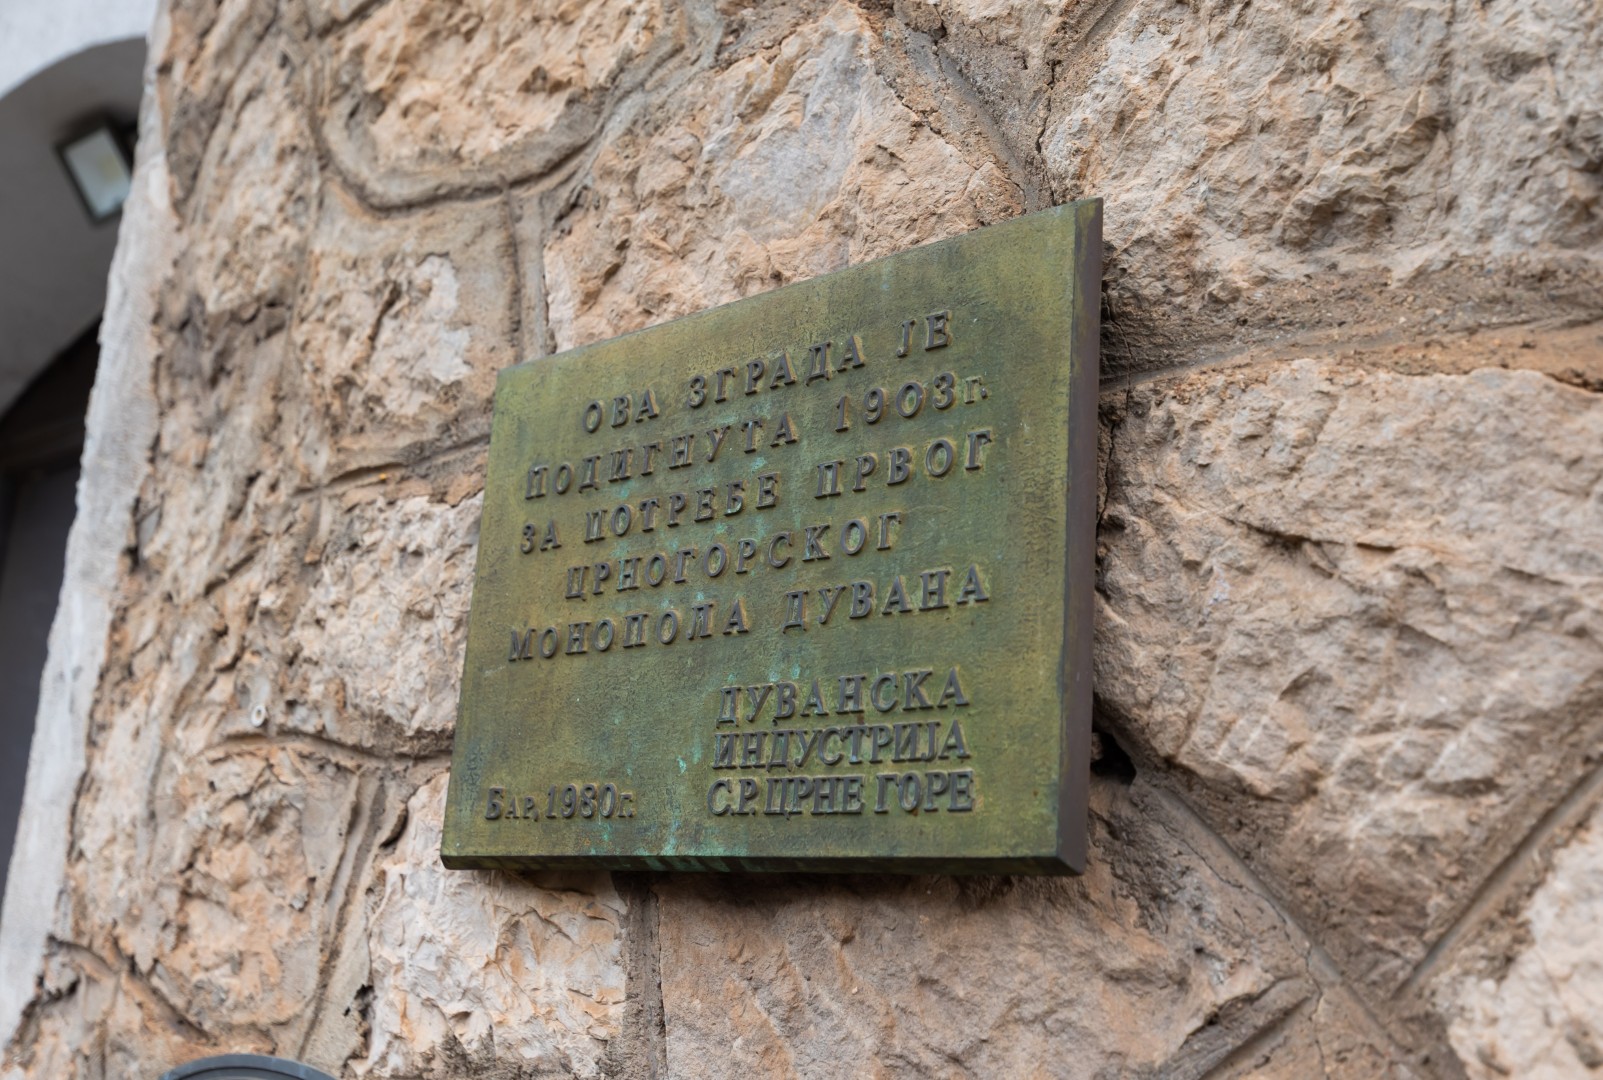 ОВА ЗГРАДА ЈЕ
ПОДИГНУТА 1903г.
ЗА ПОТРЕБЕ ПРВОГ
ЦРНОГОРСКОГ
МОНОПОЛА ДУВАНА
ДУВАНСКА
ИНДУСТРИЈА
С.Р. ЦРНЕ ГОРЕ
БАР, 1980г.